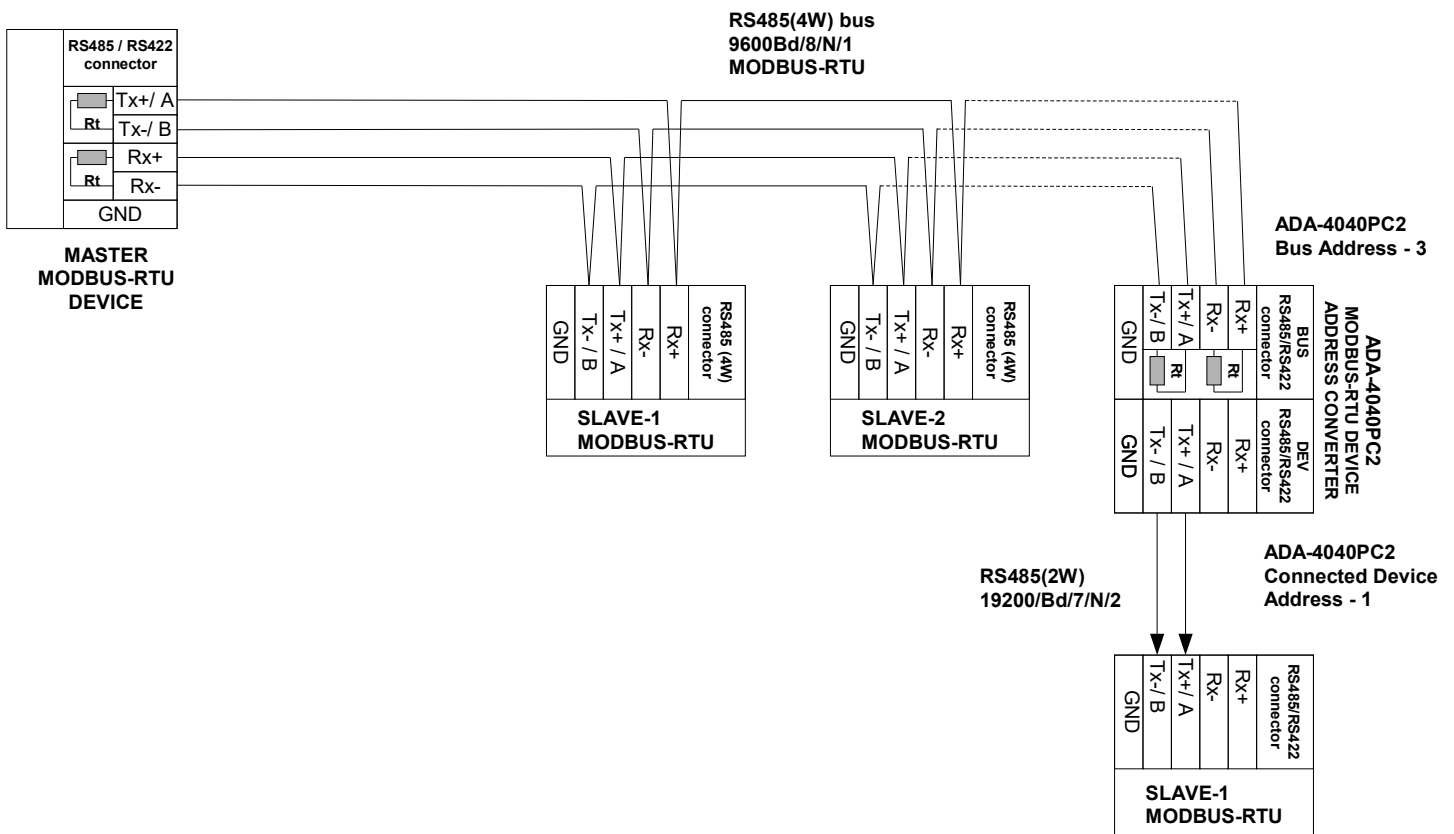 RS485(4W) bus
9600Bd/8/N/1
MODBUS-RTU
RS485 / RS422
connector
Tx+/ A
Rt
Tx-/ B
Rx+
Rt
Rx-
GND
MASTER
MODBUS-RTU
DEVICE
GND
Tx- / B
Tx+ / A
Rx-
Rx+
RS485 (4W)
connector
SLAVE-1
MODBUS-RTU
GND
Tx- / B
Tx+ / A
Rx-
Rx+
RS485 (4W)
connector
SLAVE-2
MODBUS-RTU
ADA-4040PC2
Bus Address - 3
GND
Tx-/ B
Tx+/ A
Rx-
Rx+
BUS
RS485/RS422
connector
Rt
Rt
ADA-4040PC2
MODBUS-RTU DEVICE
ADDRESS CONVERTER
GND
Tx- / B
Tx+ / A
Rx-
Rx+
DEV
RS485/RS422
connector
RS485(2W)
19200/Bd/7/N/2
ADA-4040PC2
Connected Device
Address - 1
GND
Tx-/ B
Tx+/ A
Rx-
Rx+
RS485/RS422
connector
SLAVE-1
MODBUS-RTU